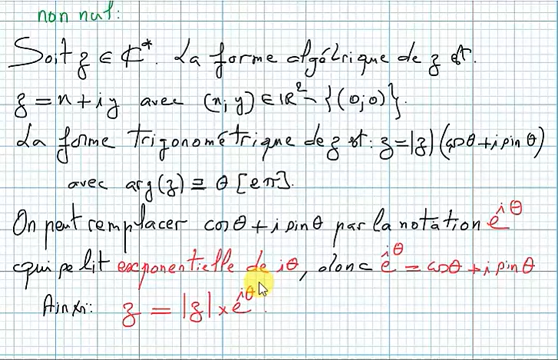 non nul:
Soit z ∈ ℂ*. La forme algébrique de z est.
z = x + iy avec (x, y) ∈ ℝ² - {(0,0)}.
La forme trigonométrique de z est: z = |z| (cosθ + i sinθ)
avec arg(z) ≡ θ [2π].
On peut remplacer cosθ + i sinθ par la notation e^{iθ}
qui se lit exponentielle de iθ, donc e^{iθ} = cosθ + i sinθ
Ainsi: z = |z| × e^{iθ}.